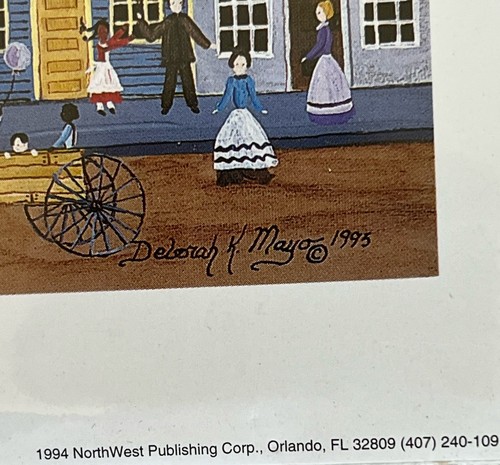 Deborah K. Mayo © 1995
1994 NorthWest Publishing Corp., Orlando, FL 32809 (407) 240-109